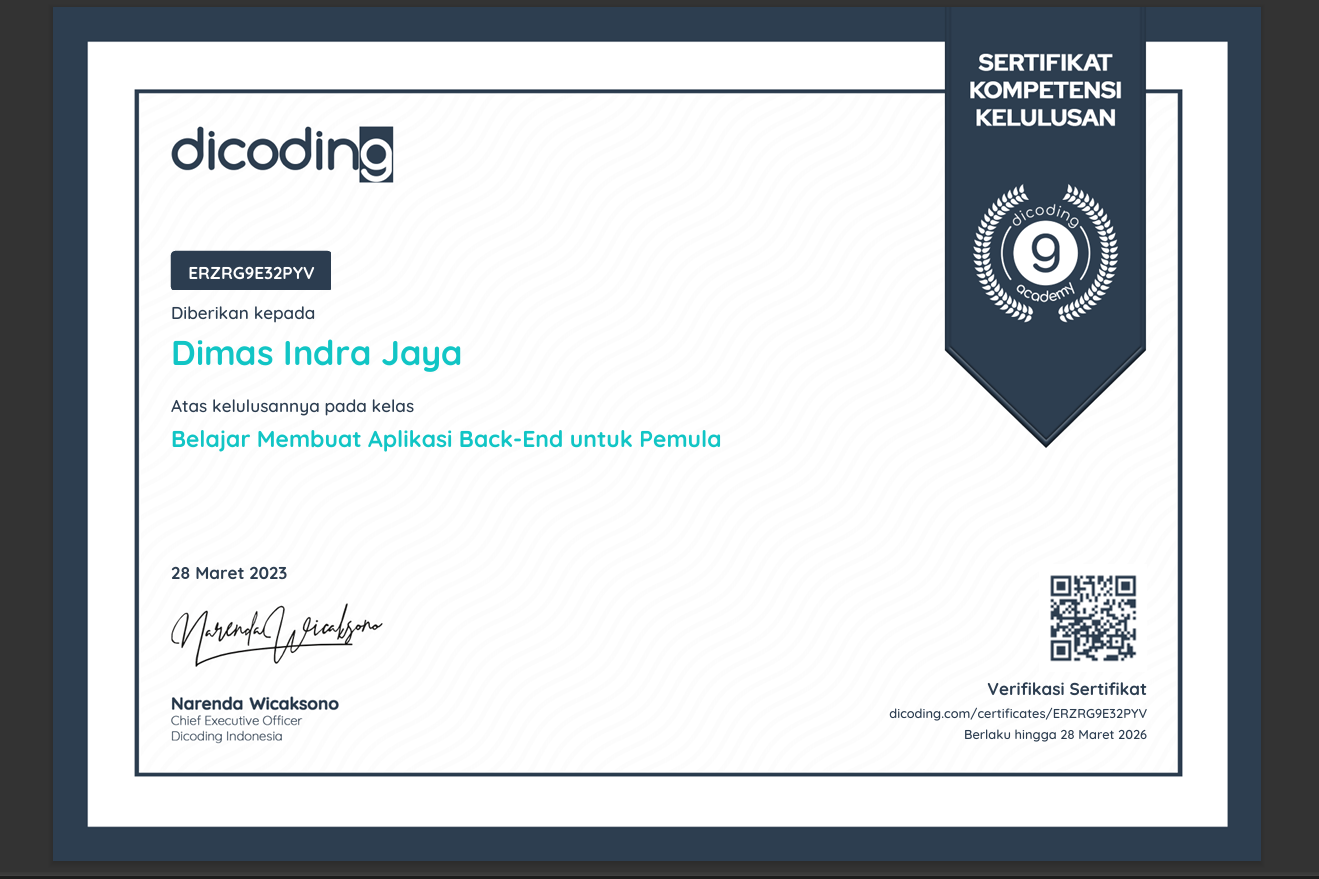 SERTIFIKAT
KOMPETENSI
KELULUSAN
dicoding
dicoding
g
academy
ERZRG9E32PYV
Diberikan kepada
Dimas Indra Jaya
Atas kelulusannya pada kelas
Belajar Membuat Aplikasi Back-End untuk Pemula
28 Maret 2023
Narenda Wicaksono
Narenda Wicaksono
Chief Executive Officer
Dicoding Indonesia
Verifikasi Sertifikat
dicoding.com/certificates/ERZRG9E32PYV
Berlaku hingga 28 Maret 2026